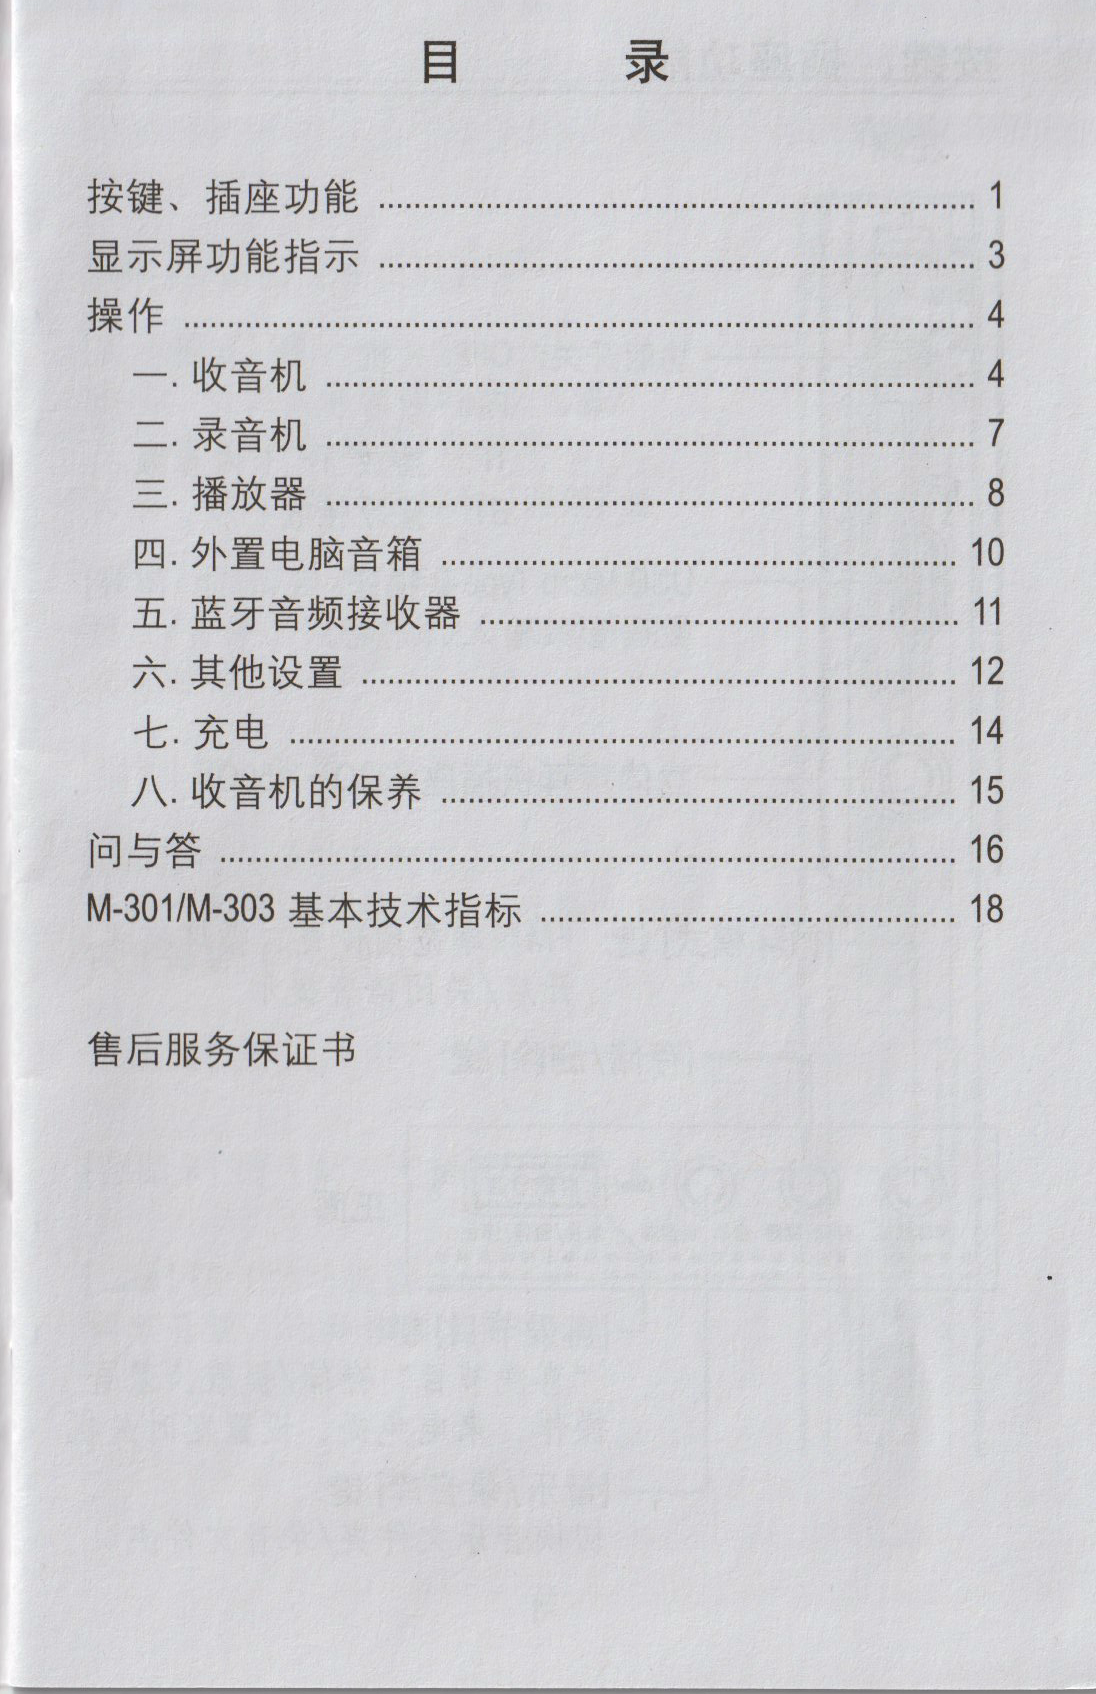 目 录
按键、插座功能 1
显示屏功能指示 3
操作 4
一. 收音机 4
二. 录音机 7
三. 播放器 8
四. 外置电脑音箱 10
五. 蓝牙音频接收器 11
六. 其他设置 12
七. 充电 14
八. 收音机的保养 15
问与答 16
M-301/M-303 基本技术指标 18
售后服务保证书